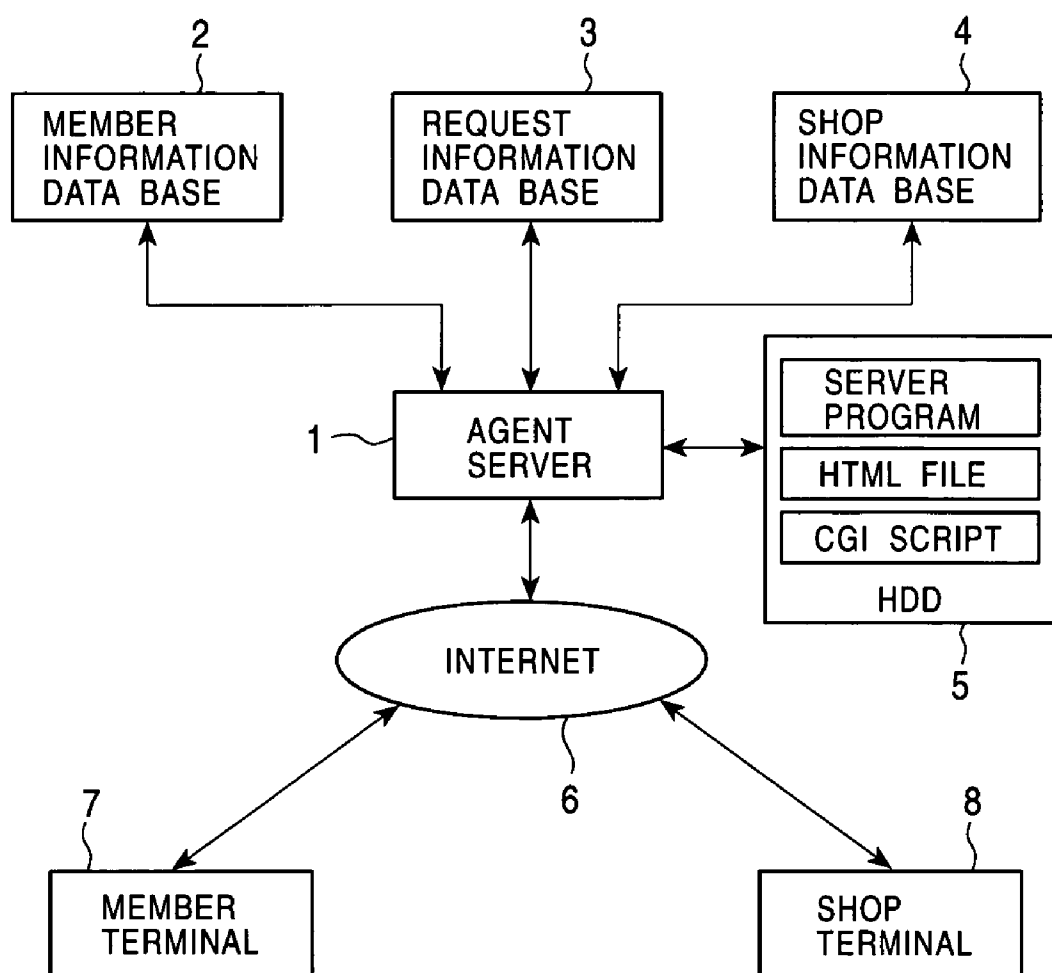 2
3
4
MEMBER
INFORMATION
DATA BASE
REQUEST
INFORMATION
DATA BASE
SHOP
INFORMATION
DATA BASE
1
AGENT
SERVER
SERVER
PROGRAM
HTML FILE
CGI SCRIPT
HDD
5
INTERNET
6
7
8
MEMBER
TERMINAL
SHOP
TERMINAL